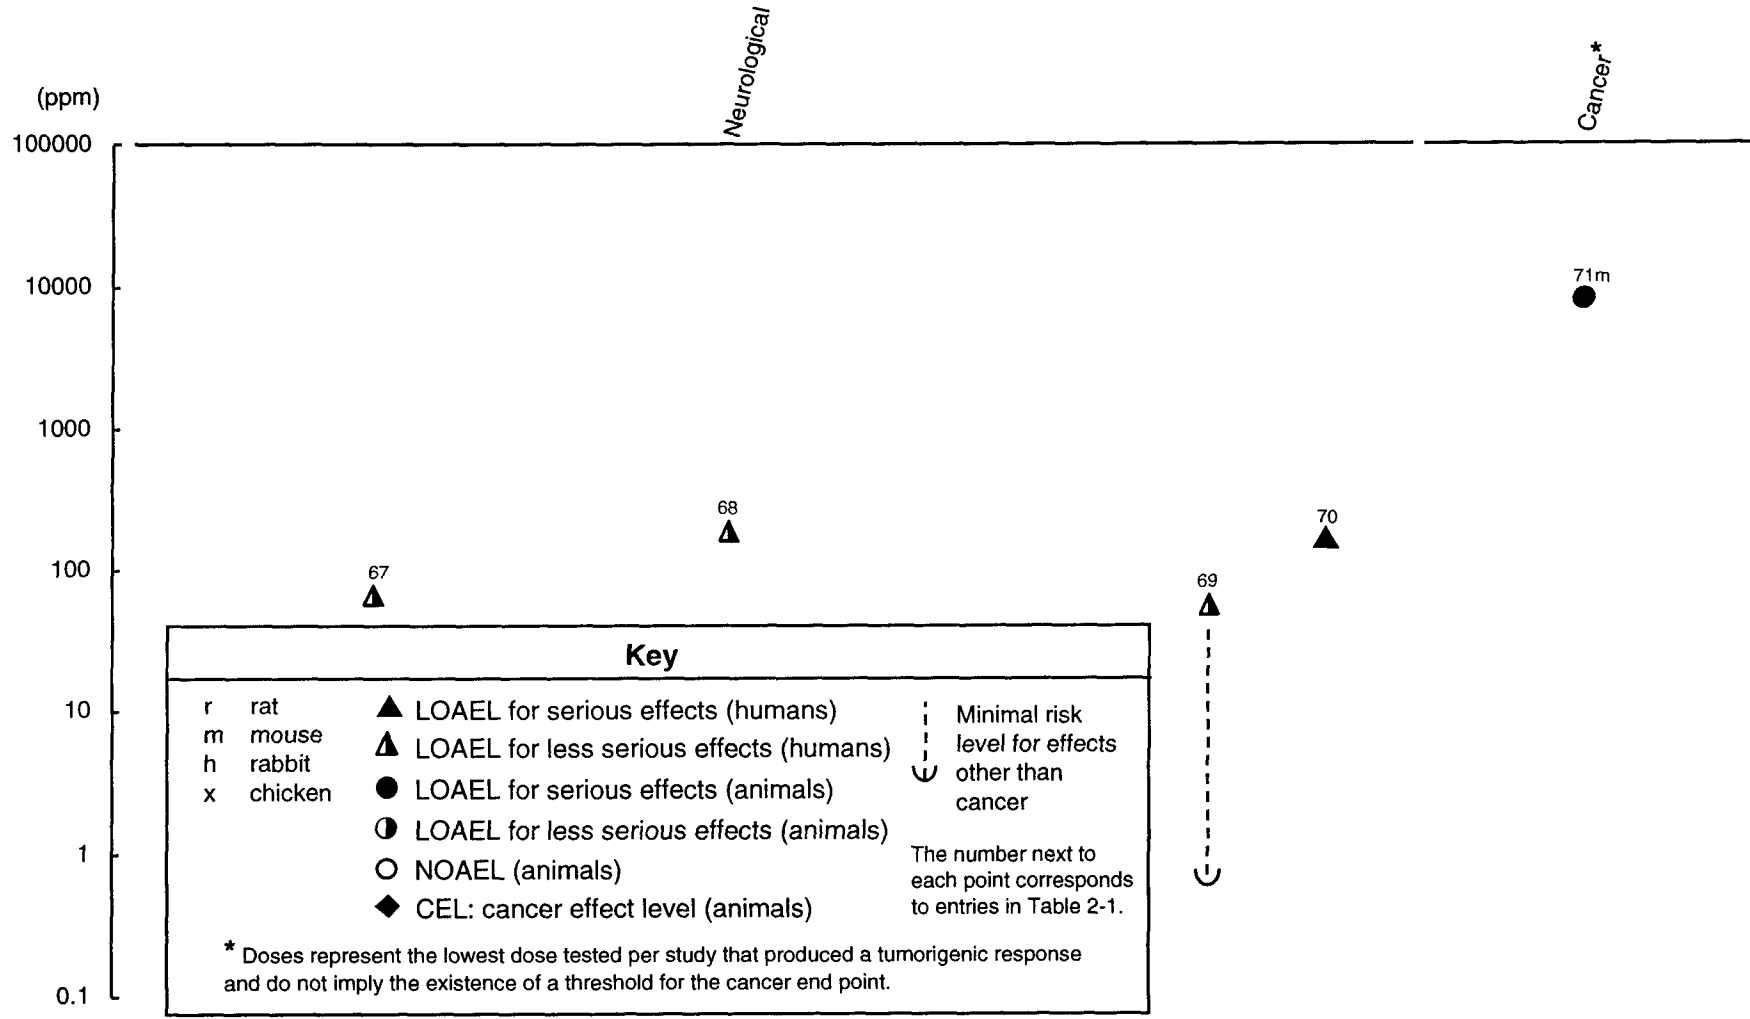 Neurological
Cancer*
(ppm)
100000
10000
1000
100
10
1
0.1
71m
68
70
67
69
Key
r rat
m mouse
h rabbit
x chicken
LOAEL for serious effects (humans)
LOAEL for less serious effects (humans)
LOAEL for serious effects (animals)
LOAEL for less serious effects (animals)
NOAEL (animals)
CEL: cancer effect level (animals)
Minimal risk
level for effects
other than
cancer
The number next to
each point corresponds
to entries in Table 2-1.
* Doses represent the lowest dose tested per study that produced a tumorigenic response
and do not imply the existence of a threshold for the cancer end point.